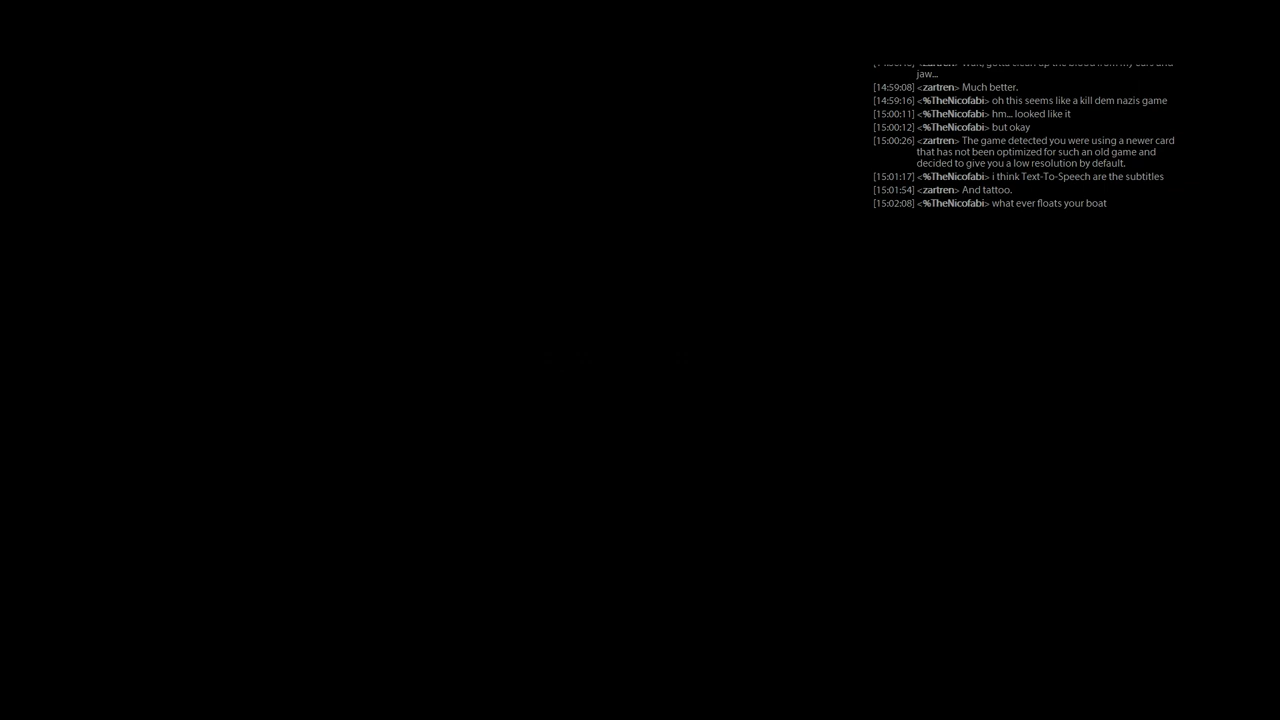 jaw...
[14:59:08] <zartren> Much better.
[14:59:16] <%TheNicofabi> oh this seems like a kill dem nazis game
[15:00:11] <%TheNicofabi> hm... looked like it
[15:00:12] <%TheNicofabi> but okay
[15:00:26] <zartren> The game detected you were using a newer card
that has not been optimized for such an old game and
decided to give you a low resolution by default.
[15:01:17] <%TheNicofabi> i think Text-To-Speech are the subtitles
[15:01:54] <zartren> And tattoo.
[15:02:08] <%TheNicofabi> what ever floats your boat